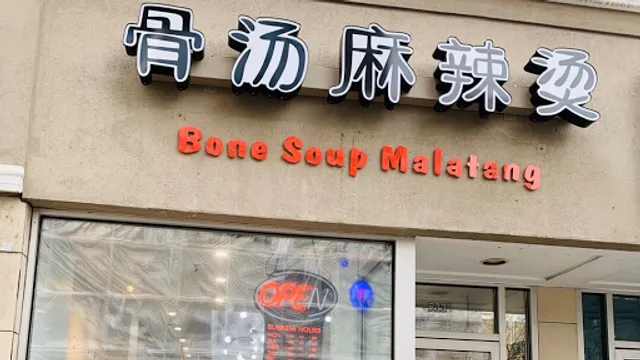 骨汤麻辣烫
Bone Soup Malatang
OPEN
BUSINESS HOURS